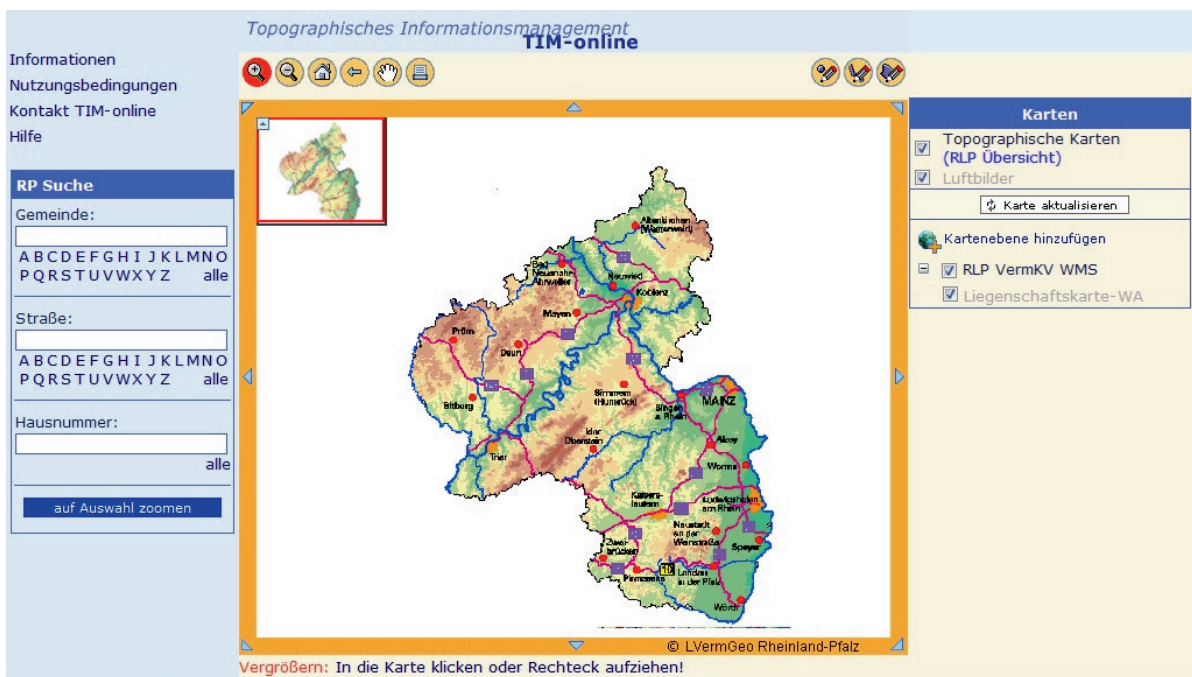 Topographisches Informationsmanagement
TIM-online
Informationen
Nutzungsbedingungen
Kontakt TIM-online
Hilfe
RP Suche
Gemeinde:
A B C D E F G H I J K L M N O
P Q R S T U V W X Y Z alle
Straße:
A B C D E F G H I J K L M N O
P Q R S T U V W X Y Z alle
Hausnummer:
alle
auf Auswahl zoomen
Altenkirchen
(Westerwald)
Bad
Neuenahr-
Ahrweiler
Neuwied
Koblenz
Mayen
Prüm
Daun
Simmern
(Hunsrück)
Bingen
a. Rhein
MAINZ
Bitburg
Idar
Oberstein
Alzey
Trier
Worms
Kaisers-
lautern
Ludwigshafen
am Rhein
Neustadt
an der
Weinstraße
Speyer
Zwei-
brücken
Pirmasens
10
Landau
in der Pfalz
Wörth
© LVermGeo Rheinland-Pfalz
Vergrößern: In die Karte klicken oder Rechteck aufziehen!
Karten
Topographische Karten
(RLP Übersicht)
Luftbilder
Karte aktualisieren
Kartenebene hinzufügen
RLP VermKV WMS
Liegenschaftskarte-WA